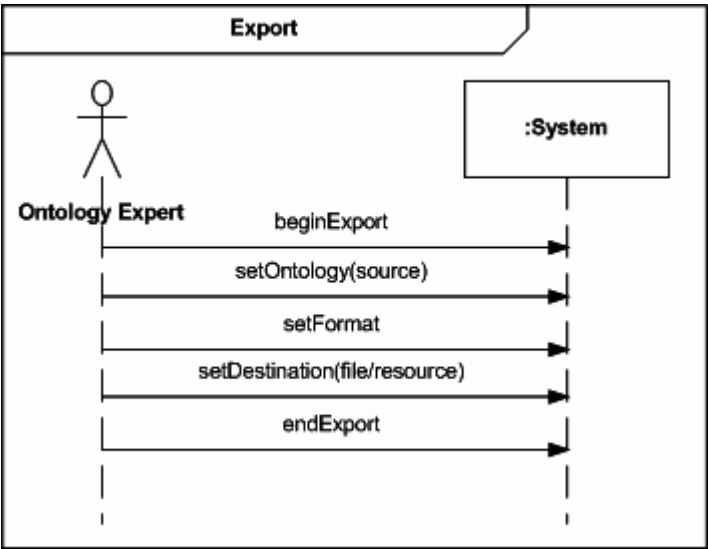 Export
:System
Ontology Expert
beginExport
setOntology(source)
setFormat
setDestination(file/resource)
endExport